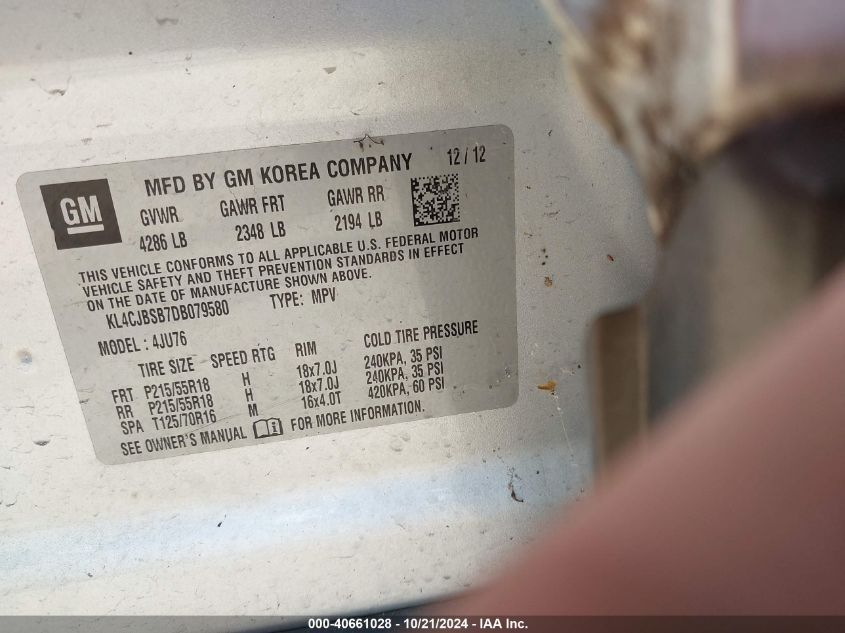 GM
MFD BY GM KOREA COMPANY 12 / 12
GVWR GAWR FRT GAWR RR
4286 LB 2348 LB 2194 LB
THIS VEHICLE CONFORMS TO ALL APPLICABLE U.S. FEDERAL MOTOR
VEHICLE SAFETY AND THEFT PREVENTION STANDARDS IN EFFECT
ON THE DATE OF MANUFACTURE SHOWN ABOVE.
KL4CJBSB7DB079580 TYPE: MPV
MODEL : 4JU76
TIRE SIZE SPEED RTG RIM COLD TIRE PRESSURE
FRT P215/55R18 H 18x7.0J 240KPA, 35 PSI
RR P215/55R18 H 18x7.0J 240KPA, 35 PSI
SPA T125/70R16 M 16x4.0T 420KPA, 60 PSI
SEE OWNER'S MANUAL FOR MORE INFORMATION.
000-40661028 - 10/21/2024 - IAA Inc.